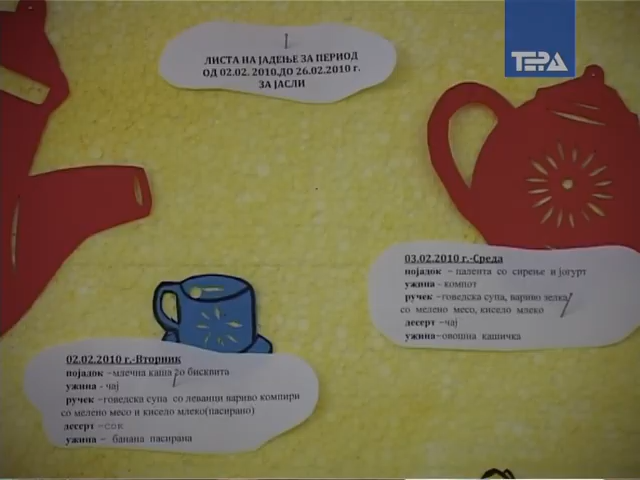 ТЕРА
ЛИСТА НА ЈАДЕЊЕ ЗА ПЕРИОД
ОД 02.02. 2010.ДО 26.02.2010 г.
ЗА ЈАСЛИ
03.02.2010 г.-Среда
појадок –палента со сирење и јогурт
ужина - компот
ручек –говедска супа, вариво зелка
со мелено месо, кисело млеко
десерт –чај
ужина–овошна кашичка
02.02.2010 г.-Вторник
појадок –млечна каша со бисквита
ужина - чај
ручек –говедска супа со леванци вариво компири
со мелено месо и кисело млеко(пасирано)
десерт –сок
ужина – банана пасирана